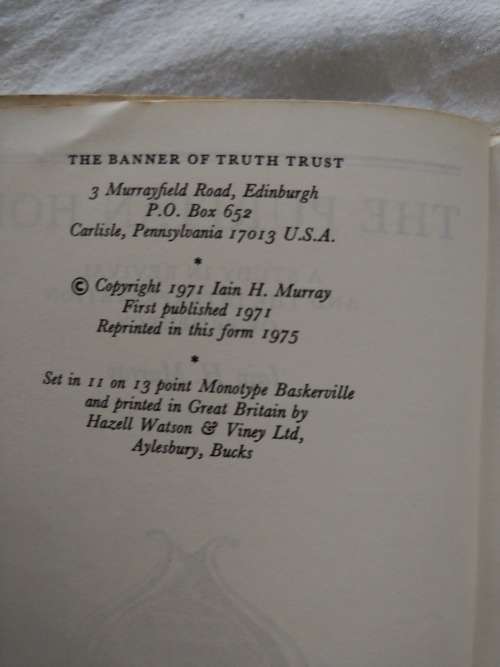 THE BANNER OF TRUTH TRUST
3 Murrayfield Road, Edinburgh
P.O. Box 652
Carlisle, Pennsylvania 17013 U.S.A.
*
© Copyright 1971 Iain H. Murray
First published 1971
Reprinted in this form 1975
*
Set in 11 on 13 point Monotype Baskerville
and printed in Great Britain by
Hazell Watson & Viney Ltd,
Aylesbury, Bucks